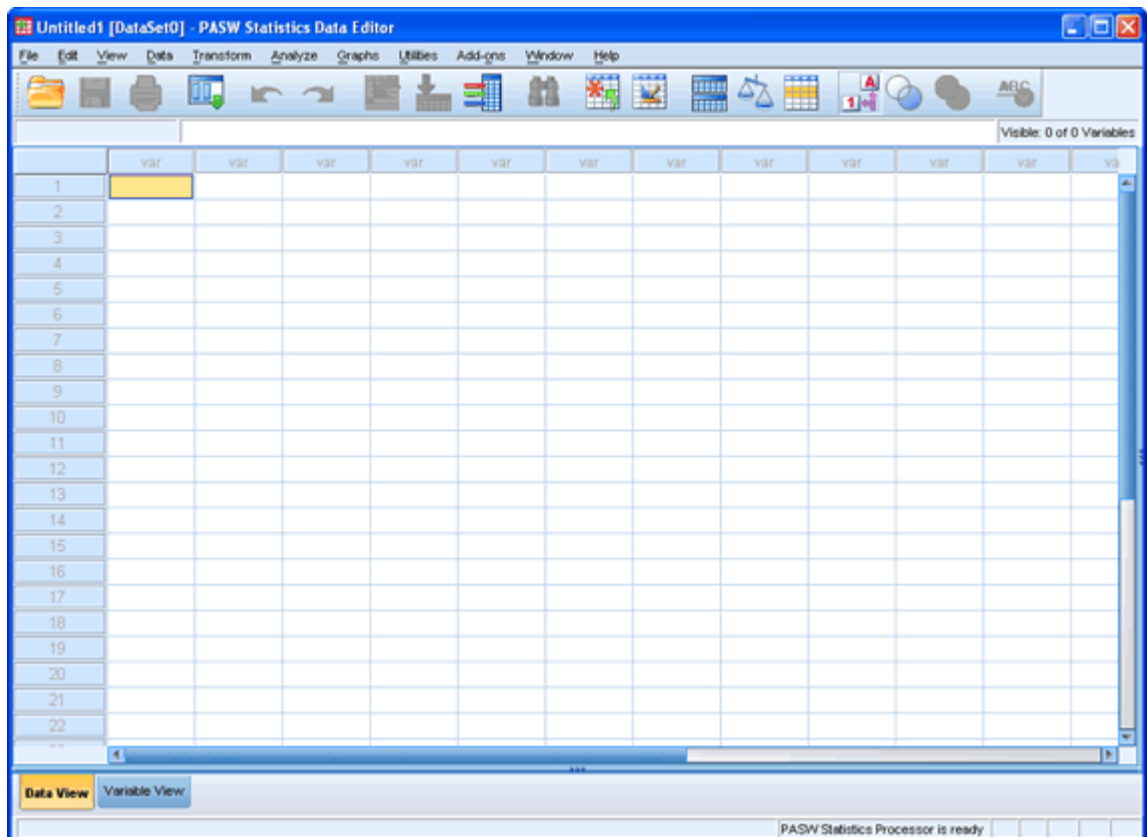 Untitled1 [DataSet0] - PASW Statistics Data Editor
File Edit View Data Transform Analyze Graphs Utilities Add-ons Window Help
A
1
ABC
Visible: 0 of 0 Variables
var var var var var var var var var var var va
1
2
3
4
5
6
7
8
9
10
11
12
13
14
15
16
17
18
19
20
21
22
Data View Variable View
PASW Statistics Processor is ready